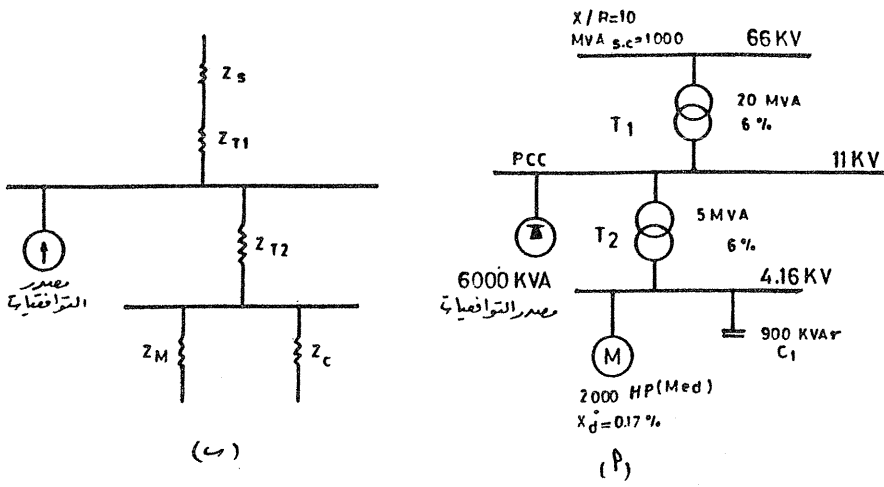 Z S
Z T1
Z T2
مصدر
التوافقيات
Z M
Z C
(ب)
X / R=10
MVA s.c=1000
66 KV
20 MVA
6 %
T1
PCC
11 KV
5 MVA
6 %
T2
6000 KVA
مصدر التوافقيات
4.16 KV
M
900 KVAr
C1
2000 HP(Med)
X d̈=0.17 %
(أ)